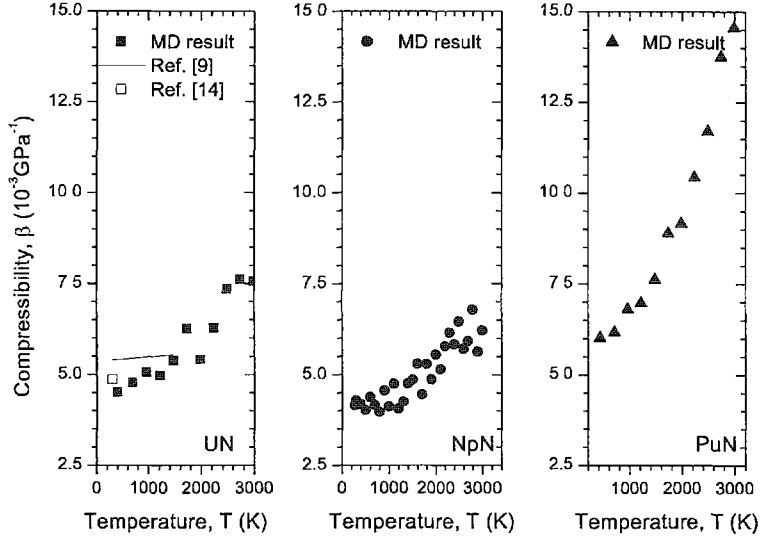 MD result
Ref. [9]
Ref. [14]
MD result
MD result
Compressibility, β (10⁻³GPa⁻¹)
15.0
12.5
10 0
7.5
5.0
2.5
15.0
12.5
10 0
7.5
5.0
2.5
15.0
12.5
10 0
7.5
5.0
2.5
UN
NpN
PuN
0 1000 2000 3000
0 1000 2000 3000
1000 2000 3000
Temperature, T (K)
Temperature, T (K)
Temperature, T (K)